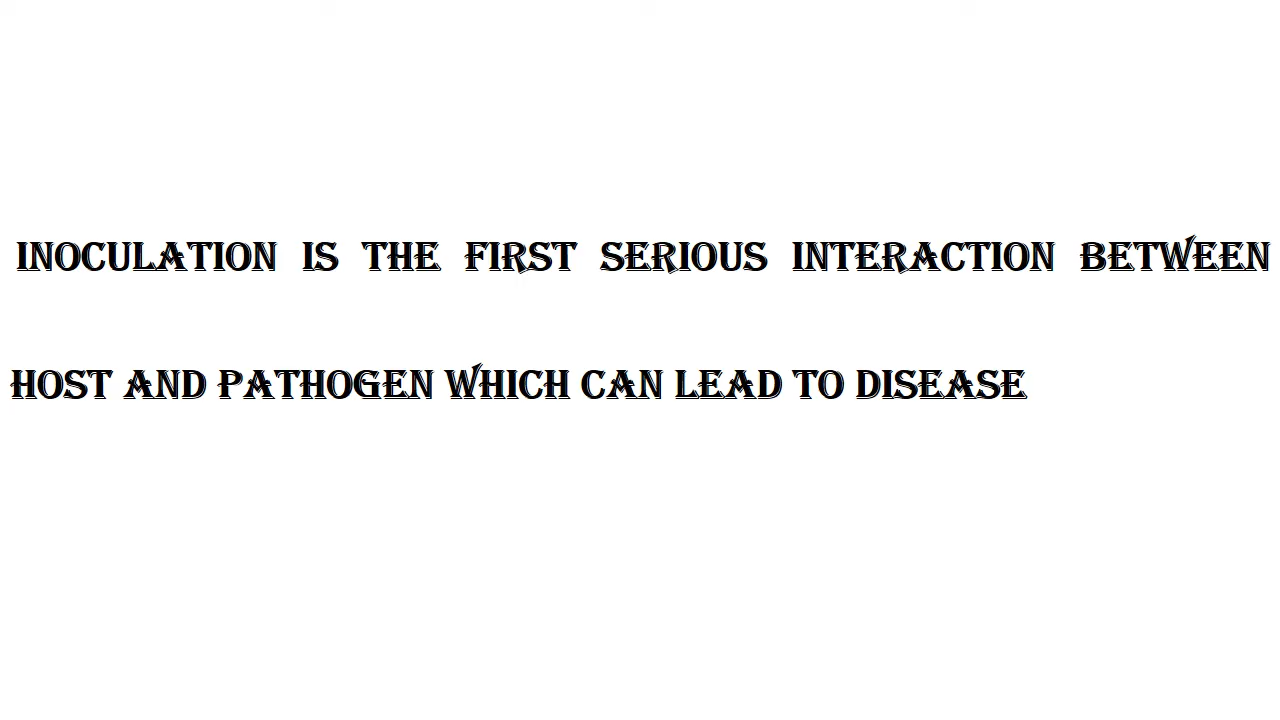 INOCULATION IS THE FIRST SERIOUS INTERACTION BETWEEN
HOST AND PATHOGEN WHICH CAN LEAD TO DISEASE